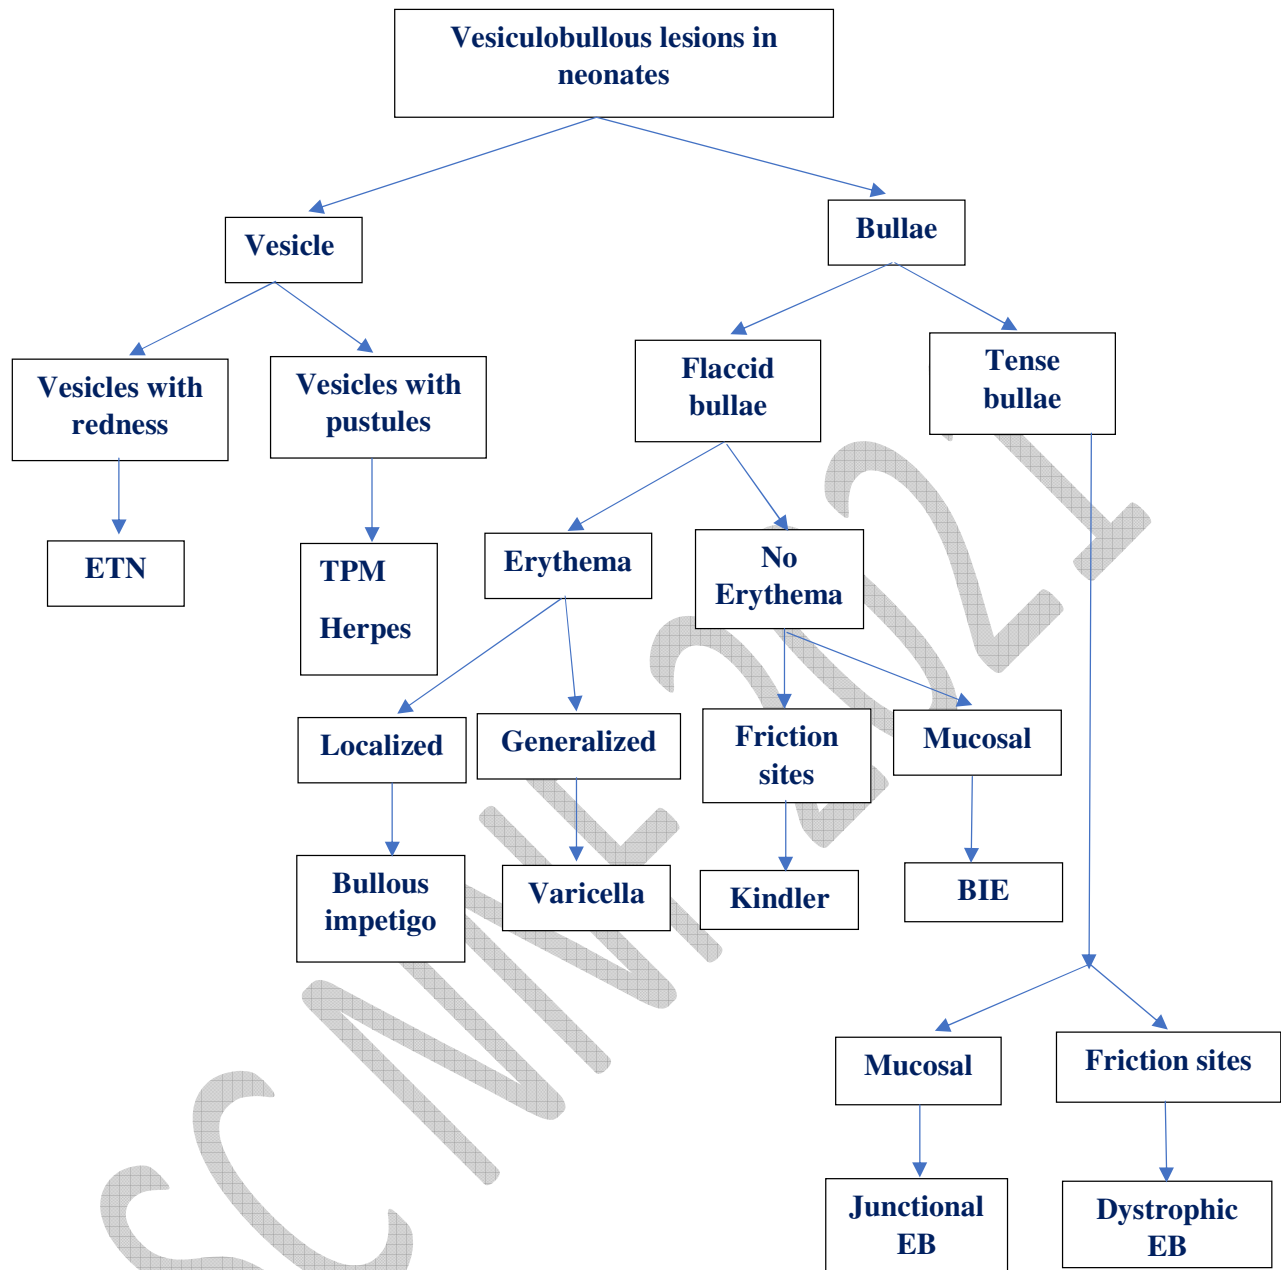 Vesiculobullous lesions in
neonates
Vesicle
Bullae
Vesicles with
redness
Vesicles with
pustules
Flaccid
bullae
Tense
bullae
ETN
TPM
Herpes
Erythema
No
Erythema
Localized
Generalized
Friction
sites
Mucosal
Bullous
impetigo
Varicella
Kindler
BIE
Mucosal
Friction sites
Junctional
EB
Dystrophic
EB
SC NNF 2021